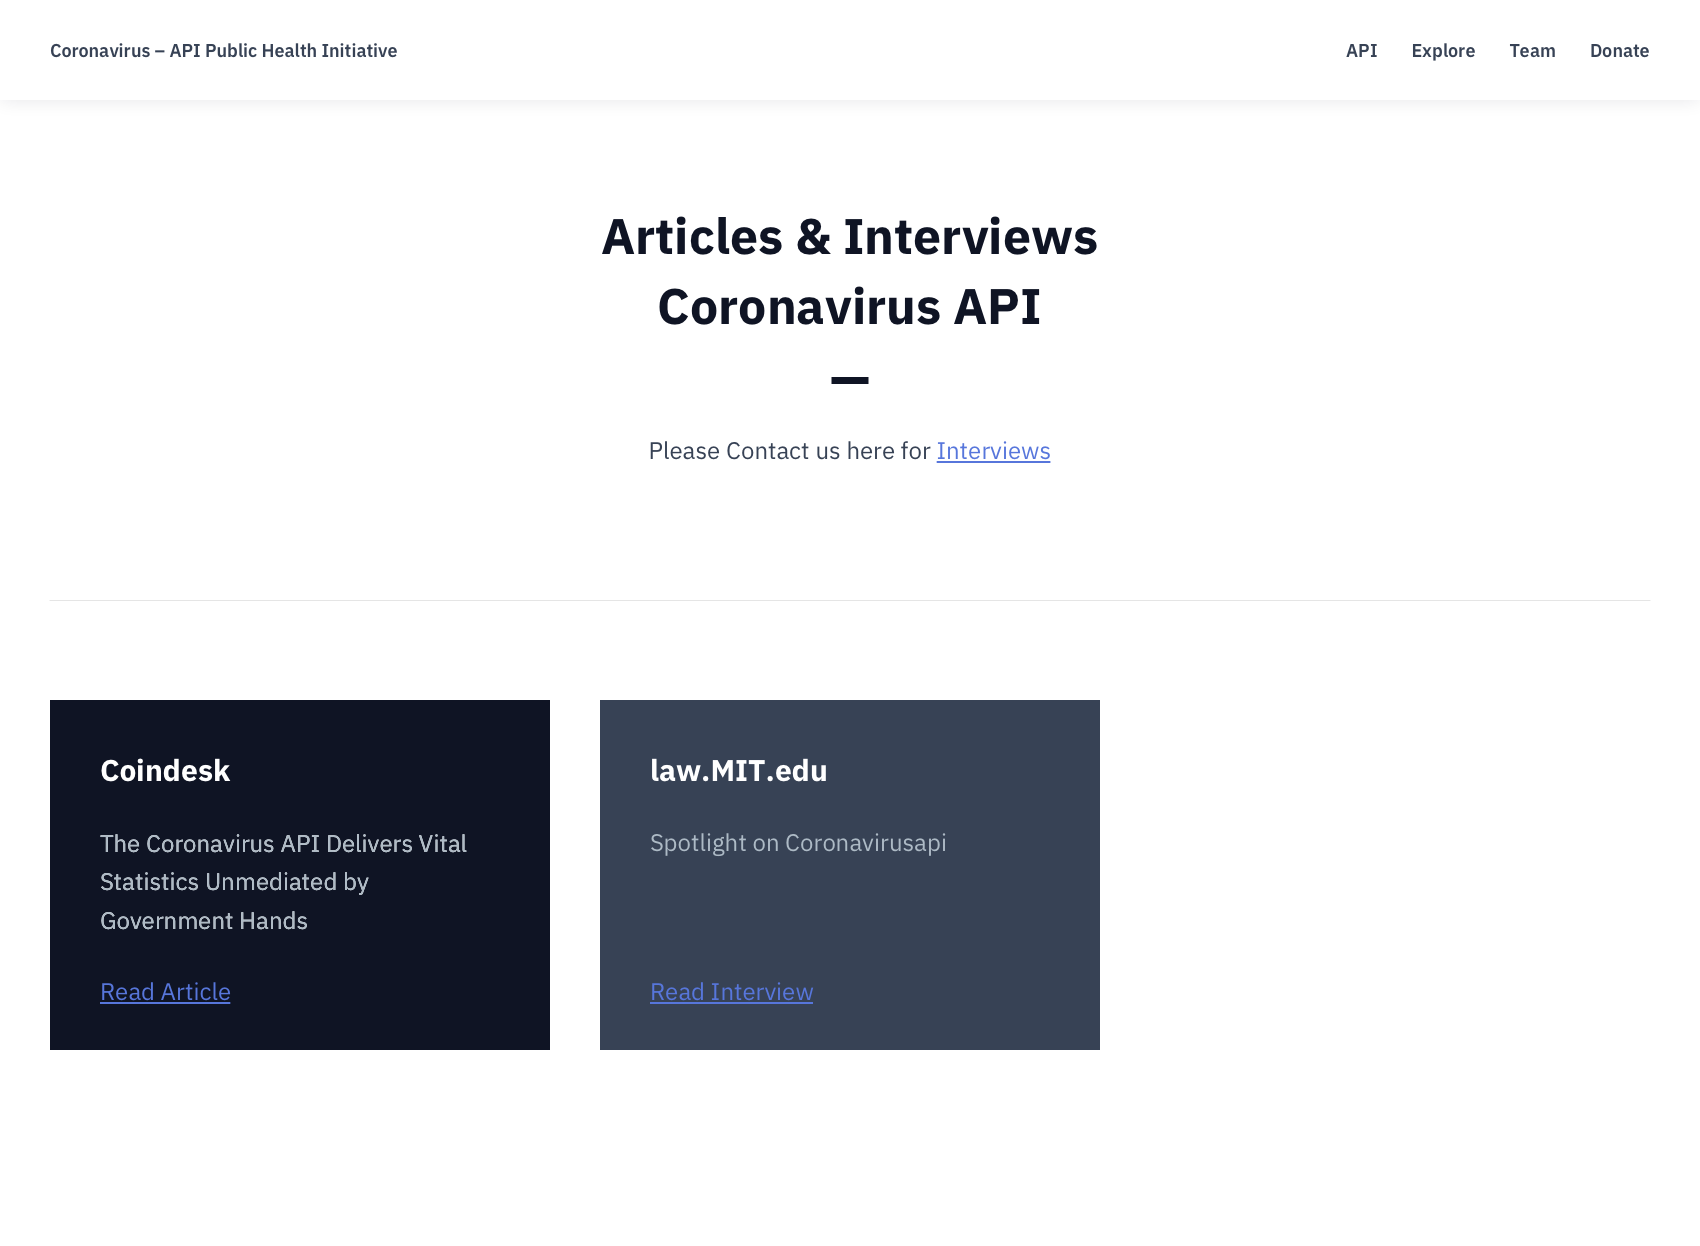 Coronavirus – API Public Health Initiative
API Explore Team Donate
Articles & Interviews
Coronavirus API
—
Please Contact us here for Interviews
Coindesk
The Coronavirus API Delivers Vital
Statistics Unmediated by
Government Hands
Read Article
law.MIT.edu
Spotlight on Coronavirusapi
Read Interview